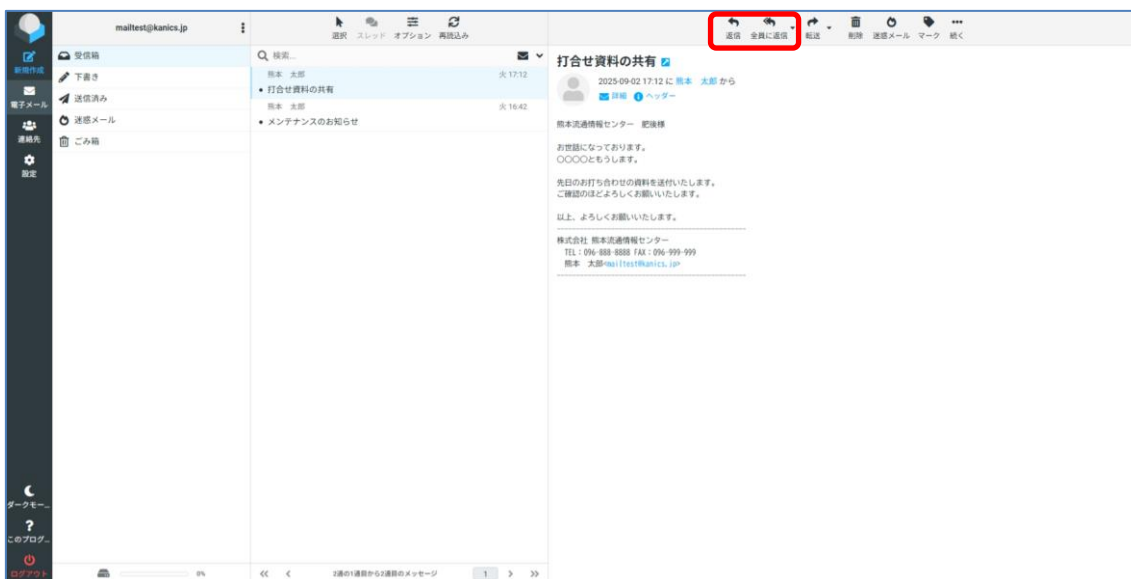 mailtest@kanics.jp
選択 スレッド オプション 再読込み
返信 全員に返信 転送 削除 迷惑メール マーク 続く
新規作成
電子メール
連絡先
設定
ダークモー...
このプログ...
ログアウト
受信箱
下書き
送信済み
迷惑メール
ごみ箱
0%
検索...
熊本 太郎 火 17:12
• 打合せ資料の共有
熊本 太郎 火 16:42
• メンテナンスのお知らせ
2通の1通目から2通目のメッセージ 1
打合せ資料の共有
2025-09-02 17:12 に 熊本 太郎 から
詳細 ヘッダー
熊本流通情報センター 肥後様
お世話になっております。
〇〇〇〇ともうします。
先日のお打ち合わせの資料を送付いたします。
ご確認のほどよろしくお願いいたします。
以上、よろしくお願いいたします。
株式会社 熊本流通情報センター
TEL：096-888-8888 FAX：096-999-999
熊本 太郎<mailtest@kanics.jp>